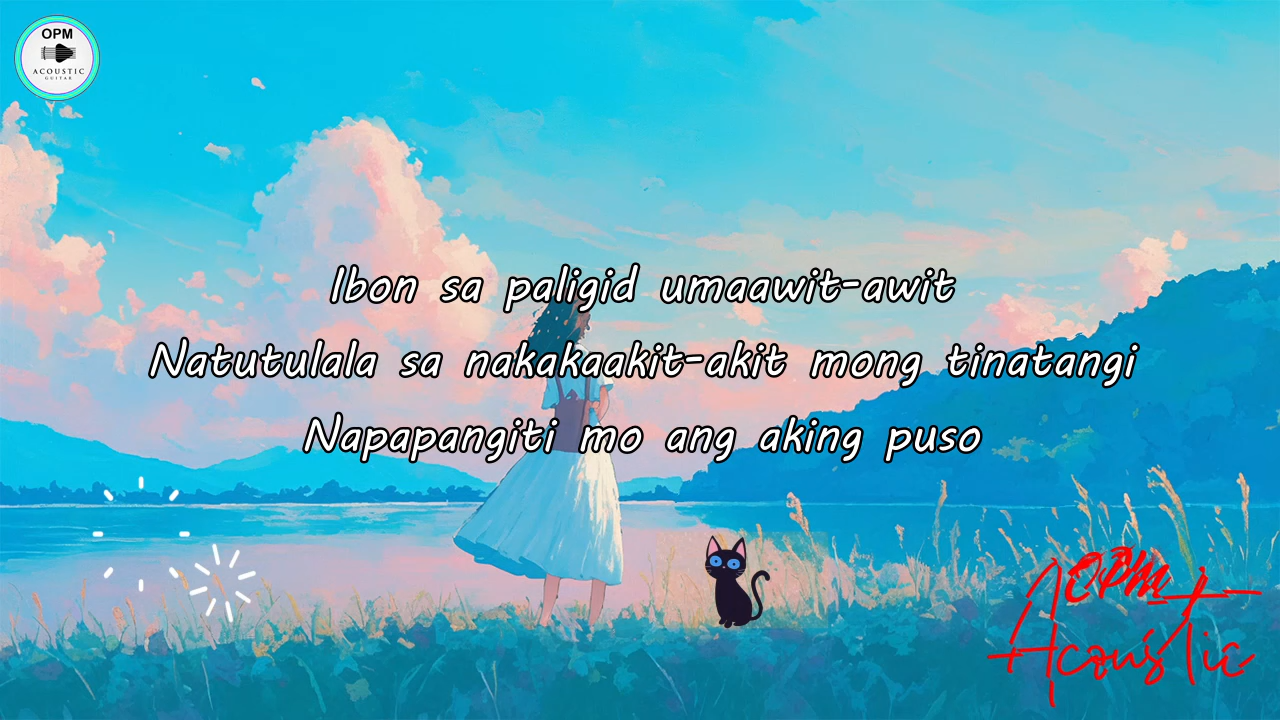 OPM
ACOUSTIC
GUITAR
Ibon sa paligid umaawit-awit
Natutulala sa nakakaakit-akit mong tinatangi
Napapangiti mo ang aking puso
OPM
Acoustic